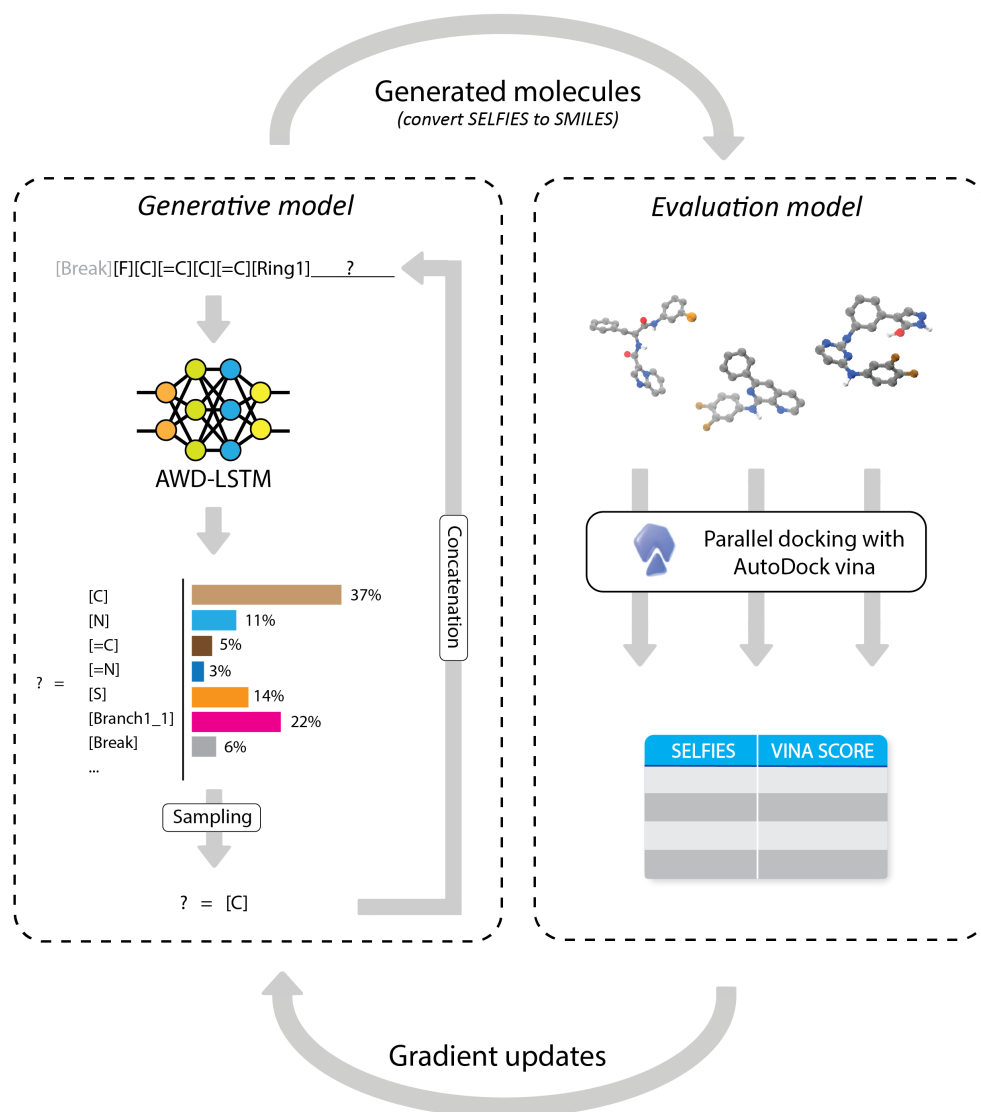 Generated molecules
(convert SELFIES to SMILES)
Generative model
[Break][F][C][=C][C][=C][Ring1]____?____
AWD-LSTM
Concatenation
? =
[C] 37%
[N] 11%
[=C] 5%
[=N] 3%
[S] 14%
[Branch1_1] 22%
[Break] 6%
...
Sampling
? = [C]
Evaluation model
Parallel docking with
AutoDock vina
SELFIES VINA SCORE
Gradient updates